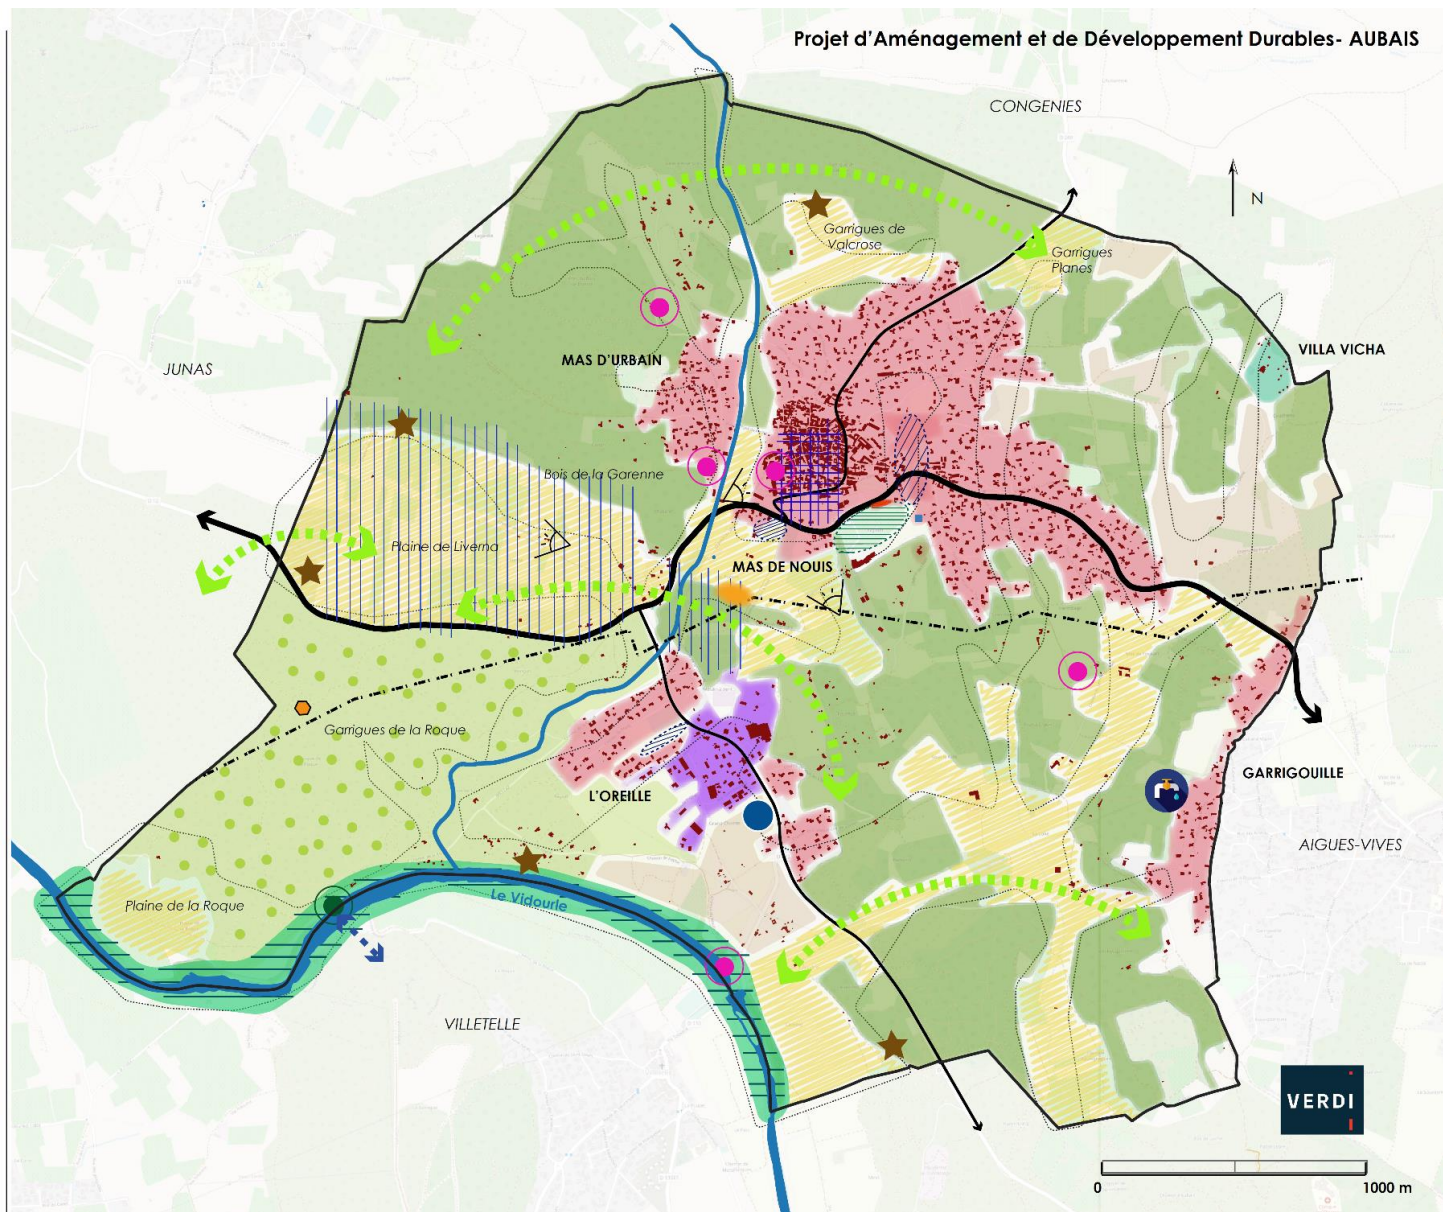 Projet d'Aménagement et de Développement Durables- AUBAIS
CONGENIES
N
Garrigues de
Valcrose
Garrigues
Planes
VILLA VICHA
MAS D'URBAIN
JUNAS
Bois de la Garenne
Plaine de Liverna
MAS DE NOUIS
Garrigues de la Roque
GARRIGOUILLE
L'OREILLE
AIGUES-VIVES
Plaine de la Roque
Le Vidourle
VILLETELLE
VERDI
0
1000 m